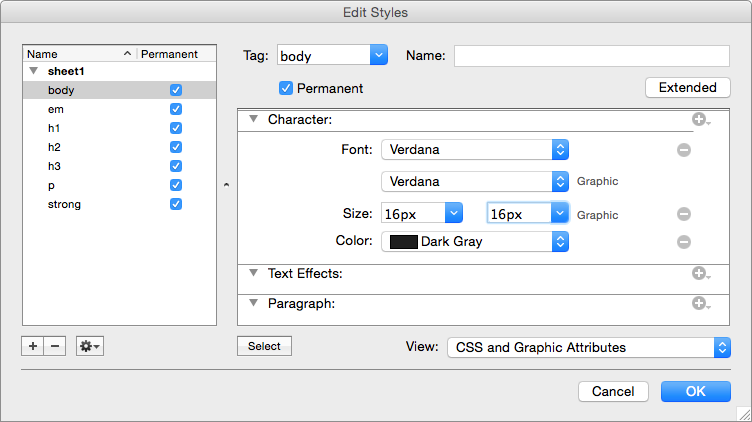 Edit Styles
Name Permanent
sheet1
body
em
h1
h2
h3
p
strong
Tag: body Name:
Permanent
Extended
Character:
Font: Verdana
Verdana Graphic
Size: 16px 16px Graphic
Color: Dark Gray
Text Effects:
Paragraph:
Select View: CSS and Graphic Attributes
Cancel OK